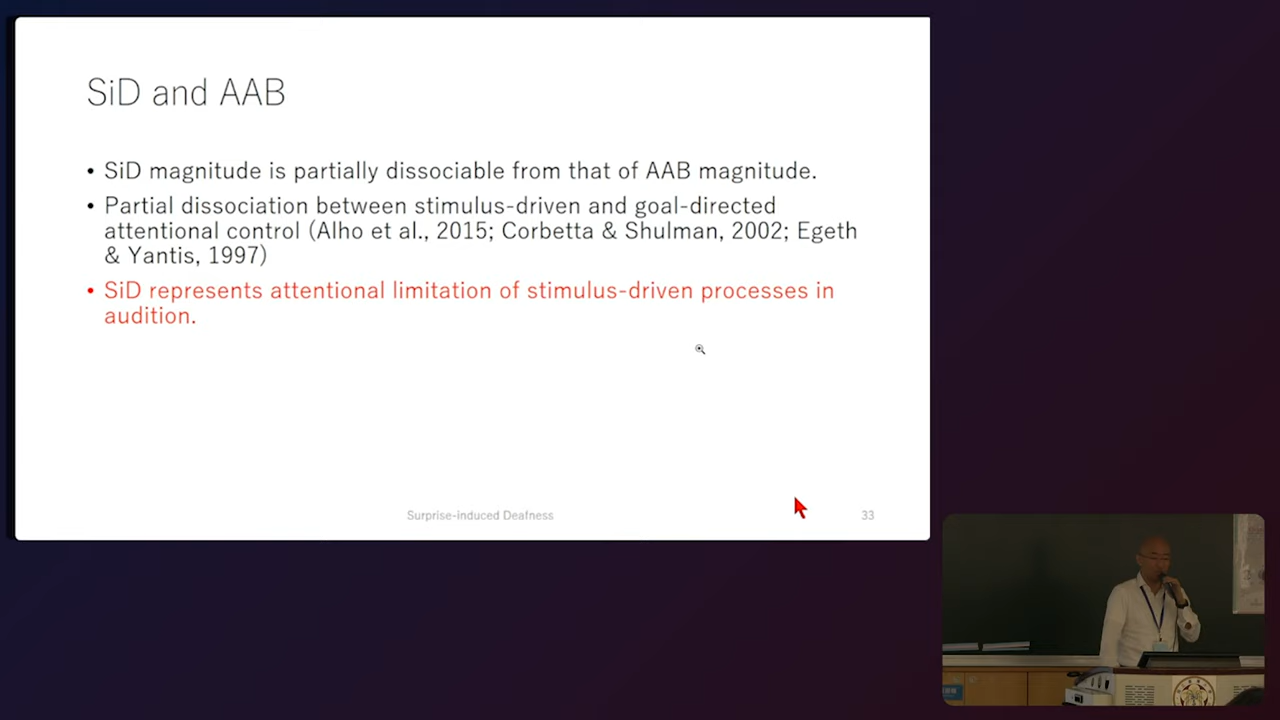 SiD and AAB
• SiD magnitude is partially dissociable from that of AAB magnitude.
• Partial dissociation between stimulus-driven and goal-directed
attentional control (Alho et al., 2015; Corbetta & Shulman, 2002; Egeth
& Yantis, 1997)
• SiD represents attentional limitation of stimulus-driven processes in
audition.
Surprise-induced Deafness
33